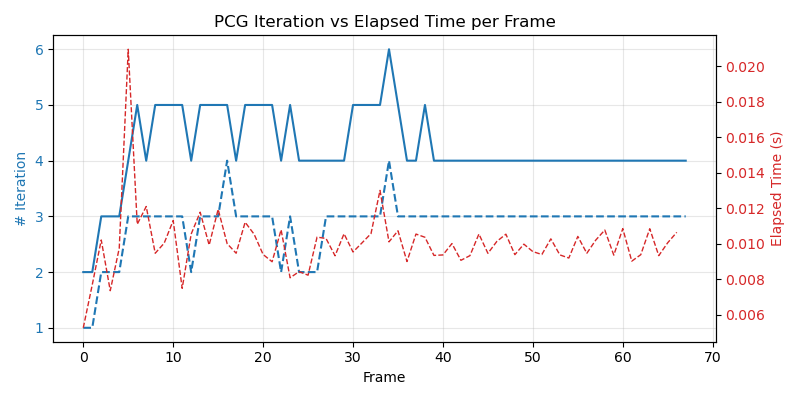 PCG Iteration vs Elapsed Time per Frame
# Iteration
6
5
4
3
2
1
0.020
0.018
0.016
0.014
0.012
0.010
0.008
0.006
Elapsed Time (s)
0 10 20 30 40 50 60 70
Frame